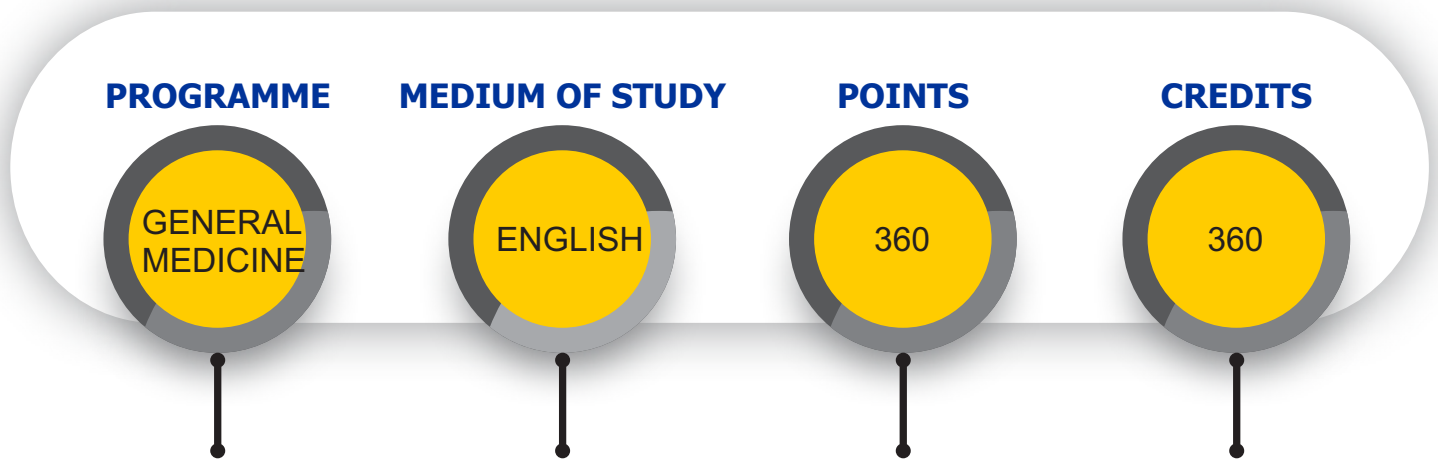 PROGRAMME
MEDIUM OF STUDY
POINTS
CREDITS
GENERAL
MEDICINE
ENGLISH
360
360